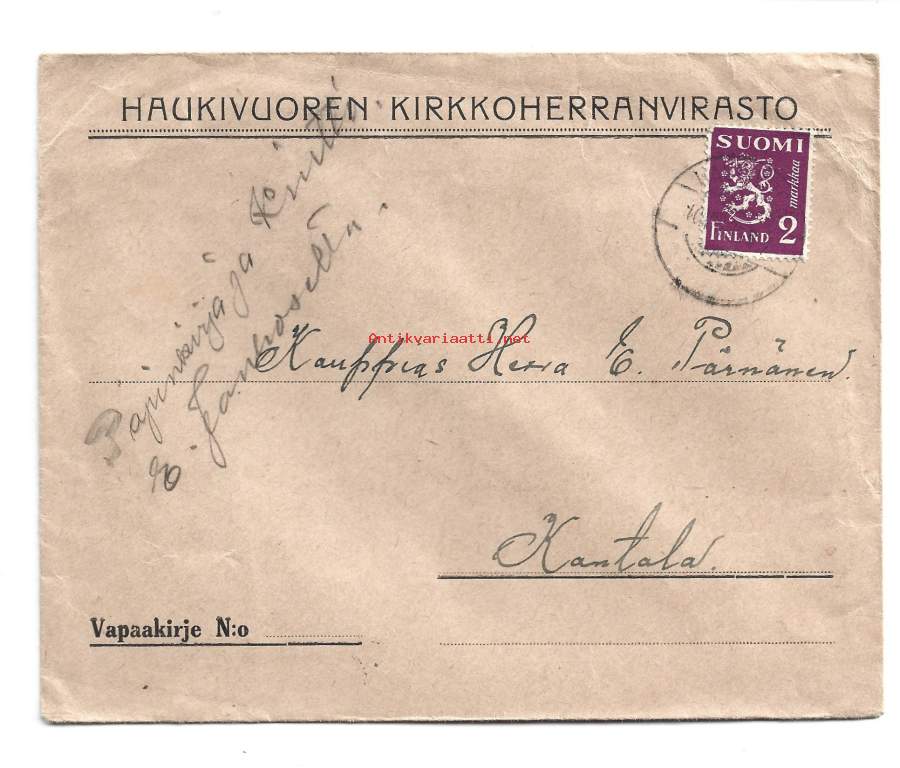 HAUKIVUOREN KIRKKOHERRANVIRASTO
SUOMI
markkaa
FINLAND 2
Antikvariaatti.net
Kauppias Herra E. Pärnänen.
Kantala.
Vapaakirje N:o